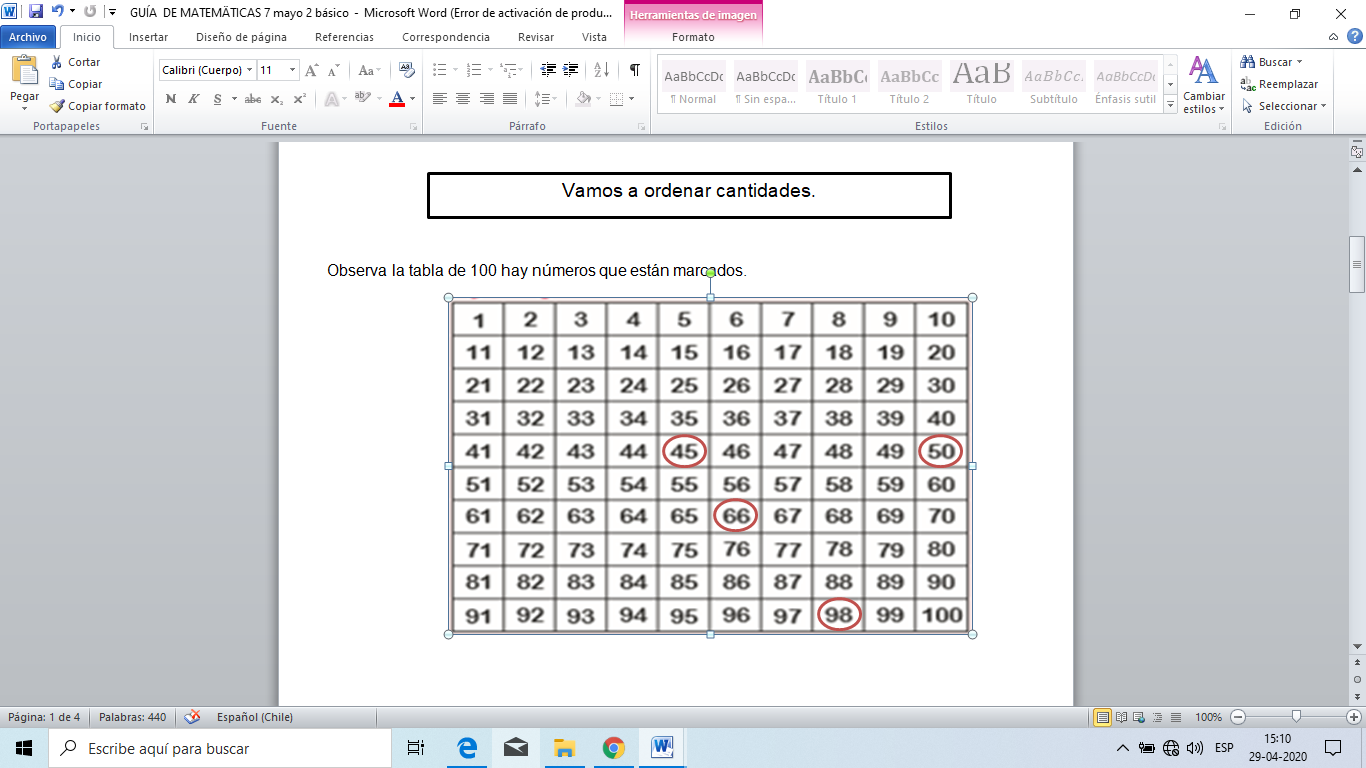 GUÍA  DE MATEMÄTICAS 7 mayo 2 básico  -  Microsoft Word (Error de activación de produ...
Herramientas de imagen
Archivo Inicio Insertar Diseño de página Referencias Correspondencia Revisar Vista Formato
Pegar
Cortar
Copiar
Copiar formato
Portapapeles
Calibri (Cuerpo) 11
N K S abc x₂ x²
Fuente
Párrafo
AaBbCcDc AaBbCcDc AaBbC AaBbCc AaB AaBbCc. AaBbCcDc
¶ Normal ¶ Sin espa... Título 1 Título 2 Título Subtítulo Énfasis sutil
Cambiar estilos
Estilos
Buscar
Reemplazar
Seleccionar
Edición
Vamos a ordenar cantidades.
Observa la tabla de 100 hay números que están marcados.
1 2 3 4 5 6 7 8 9 10
11 12 13 14 15 16 17 18 19 20
21 22 23 24 25 26 27 28 29 30
31 32 33 34 35 36 37 38 39 40
41 42 43 44 45 46 47 48 49 50
51 52 53 54 55 56 57 58 59 60
61 62 63 64 65 66 67 68 69 70
71 72 73 74 75 76 77 78 79 80
81 82 83 84 85 86 87 88 89 90
91 92 93 94 95 96 97 98 99 100
Página: 1 de 4 Palabras: 440 Español (Chile) 100%
Escribe aquí para buscar
ESP
15:10
29-04-2020